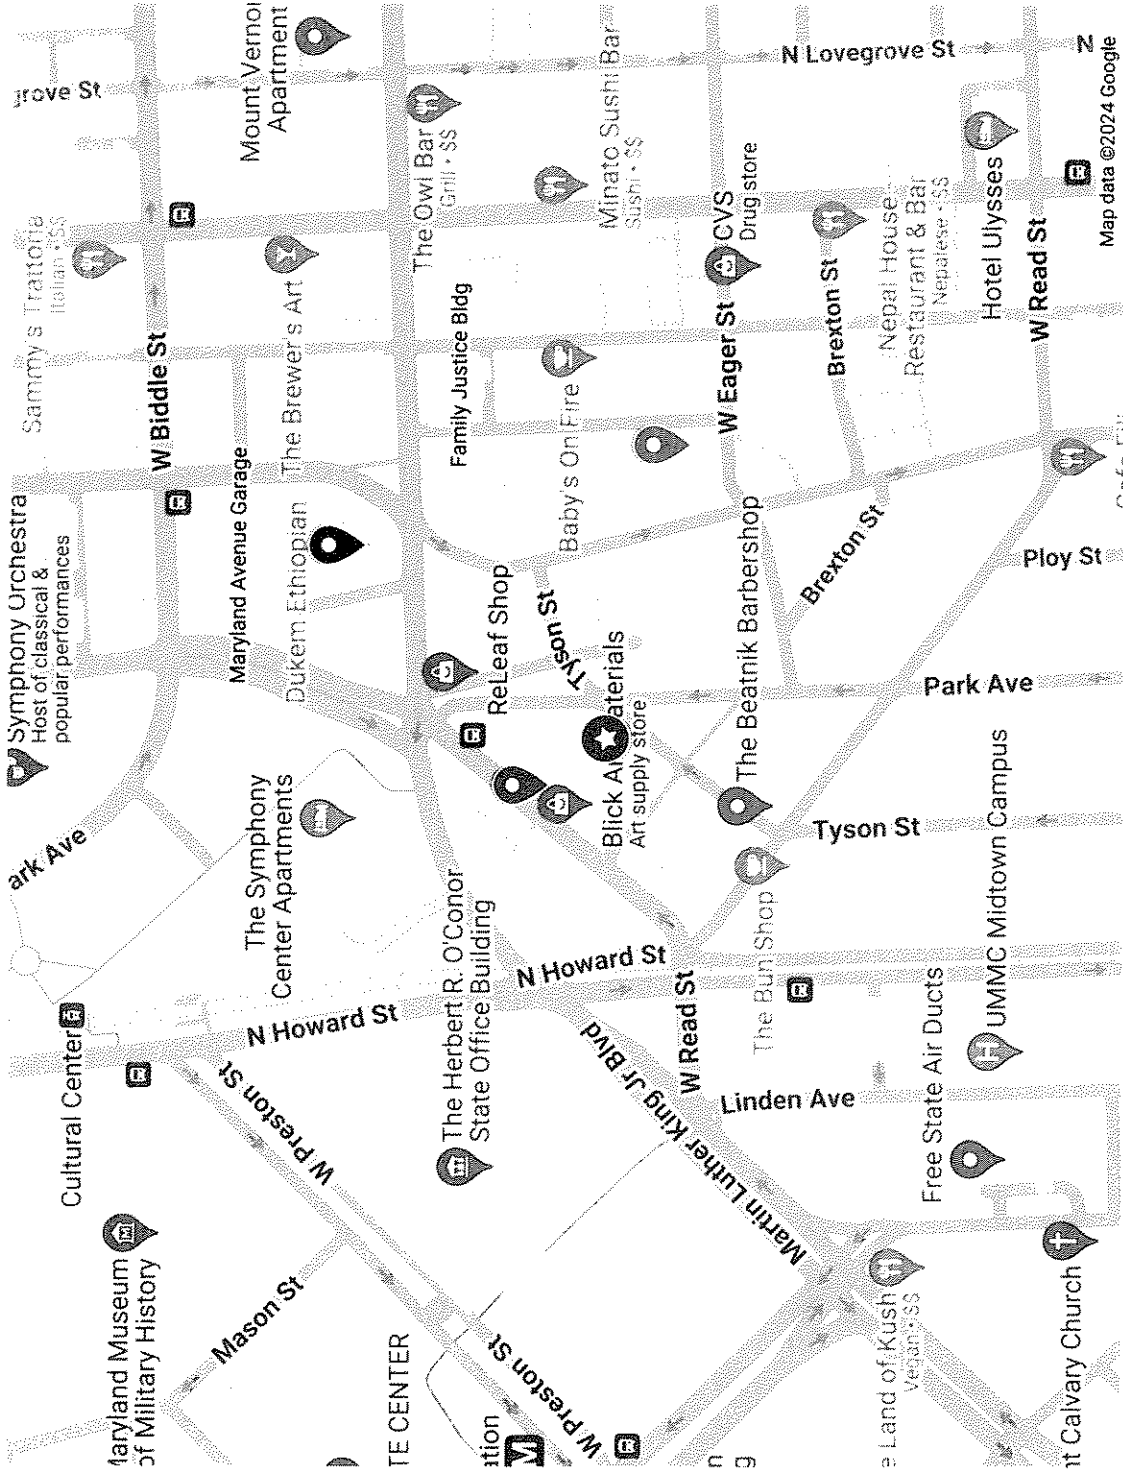 Maryland Museum
of Military History
Cultural Center
ark Ave
Symphony Orchestra
Host of classical &
popular performances
Sammy's Trattoria
Italian • $$
grove St
W Biddle St
Mason St
W Preston St
N Howard St
The Symphony
Center Apartments
Maryland Avenue Garage
Dukem Ethiopian
The Brewer's Art
Mount Vernon
Apartment
TE CENTER
The Herbert R. O'Conor
State Office Building
Family Justice Bldg
The Owl Bar
Grill • $$
ation
M
W Preston St
N Howard St
ReLeaf Shop
Tyson St
Baby's On Fire
Minato Sushi Bar
Sushi • $$
Martin Luther King Jr Blvd
W Read St
Blick Art Materials
Art supply store
W Eager St
CVS
Drug store
Linden Ave
The Bun Shop
The Beatnik Barbershop
Brexton St
Brexton St
N Lovegrove St
Tyson St
Nepal House
Restaurant & Bar
Nepalese • $$
e Land of Kush
Vegan • $$
Free State Air Ducts
Park Ave
UMMC Midtown Campus
Hotel Ulysses
Ploy St
W Read St
nt Calvary Church
N
Map data ©2024 Google